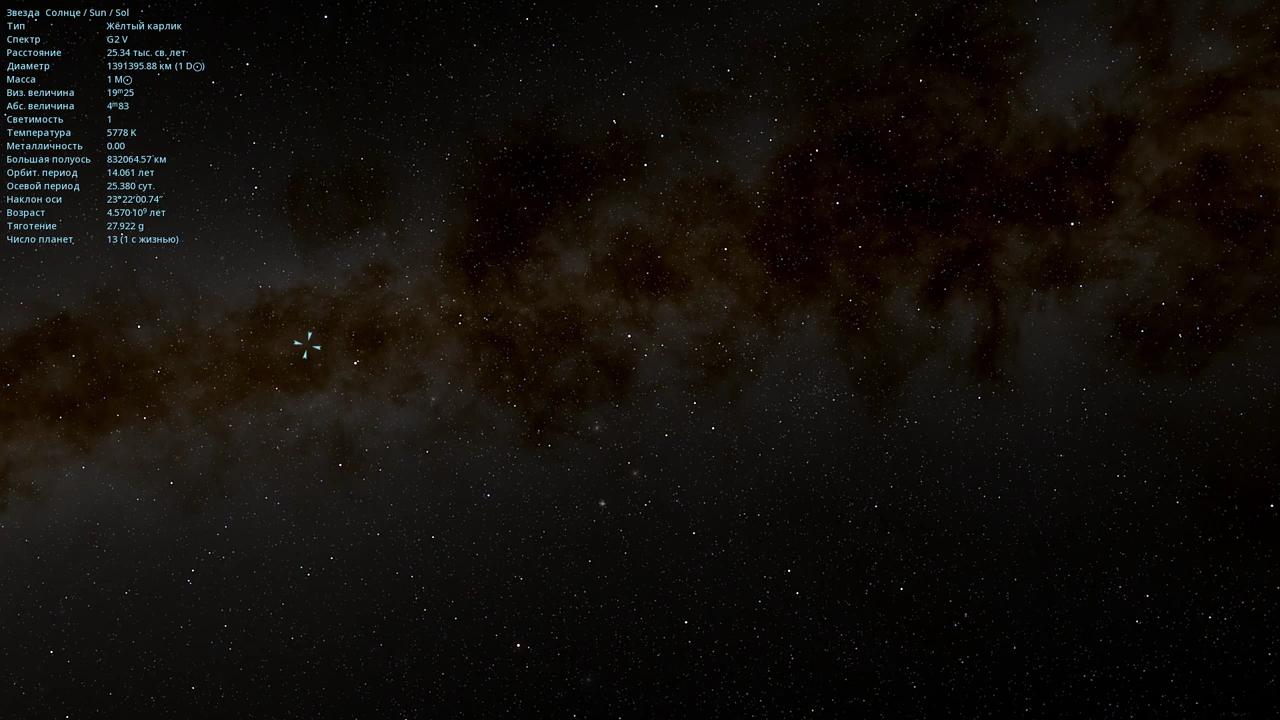 Звезда Солнце / Sun / Sol
Тип Жёлтый карлик
Спектр G2 V
Расстояние 25.34 тыс. св. лет
Диаметр 1391395.88 км (1 D☉)
Масса 1 M☉
Виз. величина 19ᵐ25
Абс. величина 4ᵐ83
Светимость 1
Температура 5778 K
Металличность 0.00
Большая полуось 832064.57 км
Орбит. период 14.061 лет
Осевой период 25.380 сут.
Наклон оси 23°22′00.74″
Возраст 4.570·10⁹ лет
Тяготение 27.922 g
Число планет 13 (1 с жизнью)